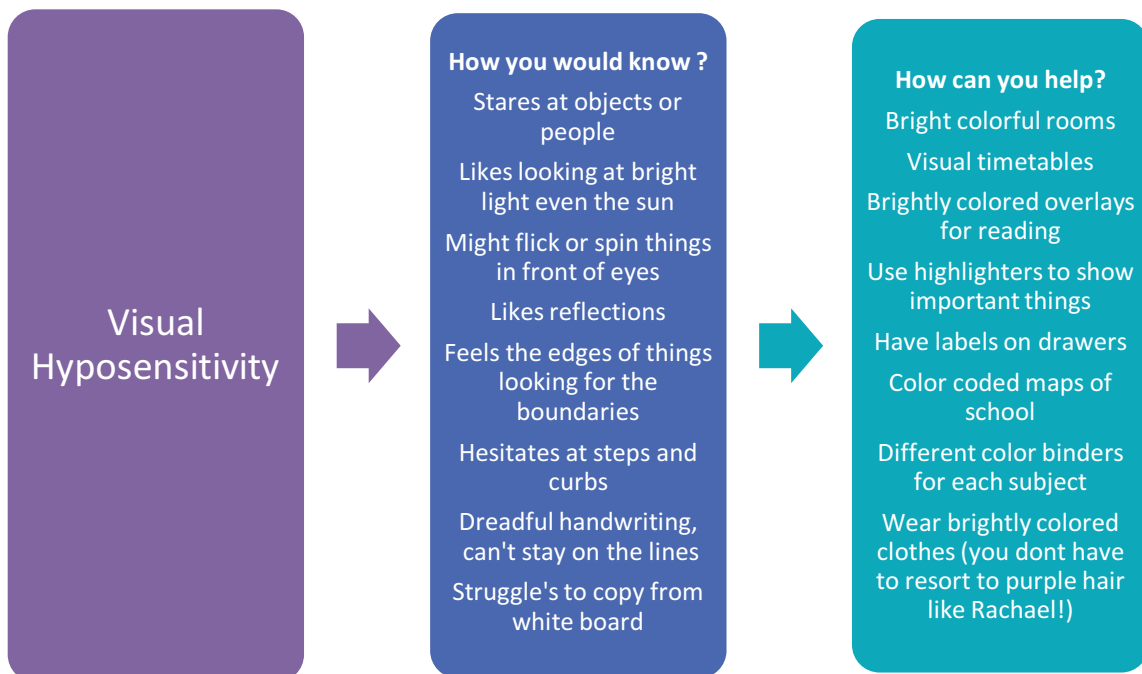 Visual
Hyposensitivity
How you would know ?
Stares at objects or
people
Likes looking at bright
light even the sun
Might flick or spin things
in front of eyes
Likes reflections
Feels the edges of things
looking for the
boundaries
Hesitates at steps and
curbs
Dreadful handwriting,
can't stay on the lines
Struggle's to copy from
white board
How can you help?
Bright colorful rooms
Visual timetables
Brightly colored overlays
for reading
Use highlighters to show
important things
Have labels on drawers
Color coded maps of
school
Different color binders
for each subject
Wear brightly colored
clothes (you dont have
to resort to purple hair
like Rachael!)